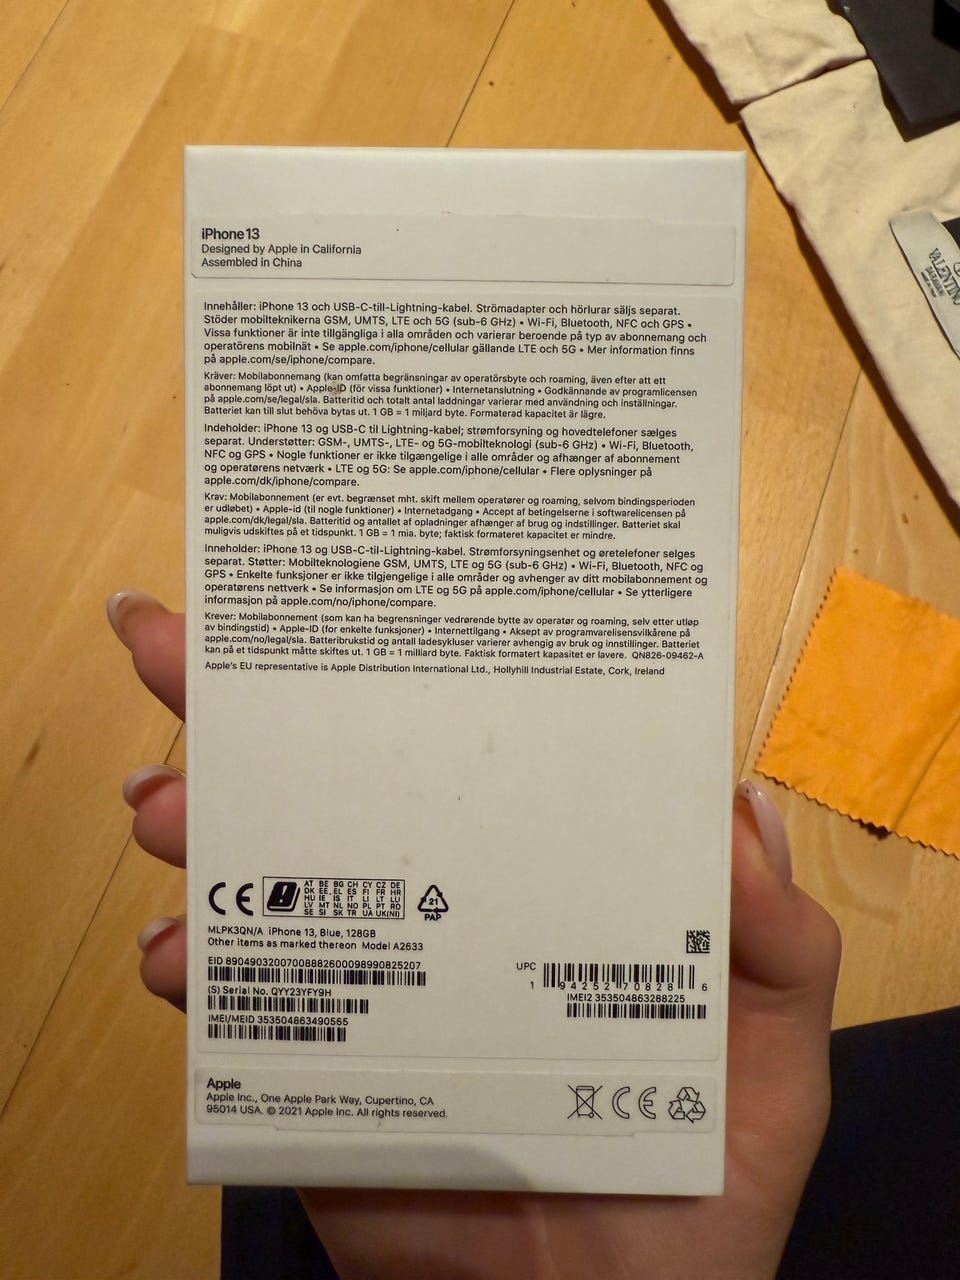 iPhone 13
Designed by Apple in California
Assembled in China
Innehåller: iPhone 13 och USB-C-till-Lightning-kabel. Strömadapter och hörlurar säljs separat.
Stöder mobilteknikerna GSM, UMTS, LTE och 5G (sub-6 GHz) • Wi-Fi, Bluetooth, NFC och GPS •
Vissa funktioner är inte tillgängliga i alla områden och varierar beroende på typ av abonnemang och
operatörens mobilnät • Se apple.com/iphone/cellular gällande LTE och 5G • Mer information finns
på apple.com/se/iphone/compare.
Kräver: Mobilabonnemang (kan omfatta begränsningar av operatörsbyte och roaming, även efter att ett
abonnemang löpt ut) • Apple-ID (för vissa funktioner) • Internetanslutning • Godkännande av programlicensen
på apple.com/se/legal/sla. Batteritid och totalt antal laddningar varierar med användning och inställningar.
Batteriet kan till slut behöva bytas ut. 1 GB = 1 miljard byte. Formaterad kapacitet är lägre.
Indeholder: iPhone 13 og USB-C til Lightning-kabel; strømforsyning og hovedtelefoner sælges
separat. Understøtter: GSM-, UMTS-, LTE- og 5G-mobilteknologi (sub-6 GHz) • Wi-Fi, Bluetooth,
NFC og GPS • Nogle funktioner er ikke tilgængelige i alle områder og afhænger af abonnement
og operatørens netværk • LTE og 5G: Se apple.com/iphone/cellular • Flere oplysninger på
apple.com/dk/iphone/compare.
Krav: Mobilabonnement (er evt. begrænset mht. skift mellem operatører og roaming, selvom bindingsperioden
er udløbet) • Apple-id (til nogle funktioner) • Internetadgang • Accept af betingelserne i softwarelicensen på
apple.com/dk/legal/sla. Batteritid og antallet af opladninger afhænger af brug og indstillinger. Batteriet skal
muligvis udskiftes på et tidspunkt. 1 GB = 1 mia. byte; faktisk formateret kapacitet er mindre.
Inneholder: iPhone 13 og USB-C-til-Lightning-kabel. Strømforsyningsenhet og øretelefoner selges
separat. Støtter: Mobilteknologiene GSM, UMTS, LTE og 5G (sub-6 GHz) • Wi-Fi, Bluetooth, NFC og
GPS • Enkelte funksjoner er ikke tilgjengelige i alle områder og avhenger av ditt mobilabonnement og
operatørens nettverk • Se informasjon om LTE og 5G på apple.com/iphone/cellular • Se ytterligere
informasjon på apple.com/no/iphone/compare.
Krever: Mobilabonnement (som kan ha begrensninger vedrørende bytte av operatør og roaming, selv etter utløp
av bindingstid) • Apple-ID (for enkelte funksjoner) • Internettilgang • Aksept av programvarelisensvilkårene på
apple.com/no/legal/sla. Batteribrukstid og antall ladesykluser varierer avhengig av bruk og innstillinger. Batteriet
kan på et tidspunkt måtte skiftes ut. 1 GB = 1 milliard byte. Faktisk formatert kapasitet er lavere. QN826-09462-A
Apple's EU representative is Apple Distribution International Ltd., Hollyhill Industrial Estate, Cork, Ireland
CE
AT BE BG CH CY CZ DE
DK EE EL ES FI FR HR
HU IE IS IT LI LT LU
LV MT NL NO PL PT RO
SE SI SK TR UA UK(NI)
21
PAP
MLPK3QN/A iPhone 13, Blue, 128GB
Other items as marked thereon Model A2633
EID 89049032007008882600098990825207
(S) Serial No. QYY23YFY9H
IMEI/MEID 353504863490565
UPC
1 94252 70828 6
IMEI2 353504863288225
Apple
Apple Inc., One Apple Park Way, Cupertino, CA
95014 USA. © 2021 Apple Inc. All rights reserved.
CE
VALENTINO
GARAVANI